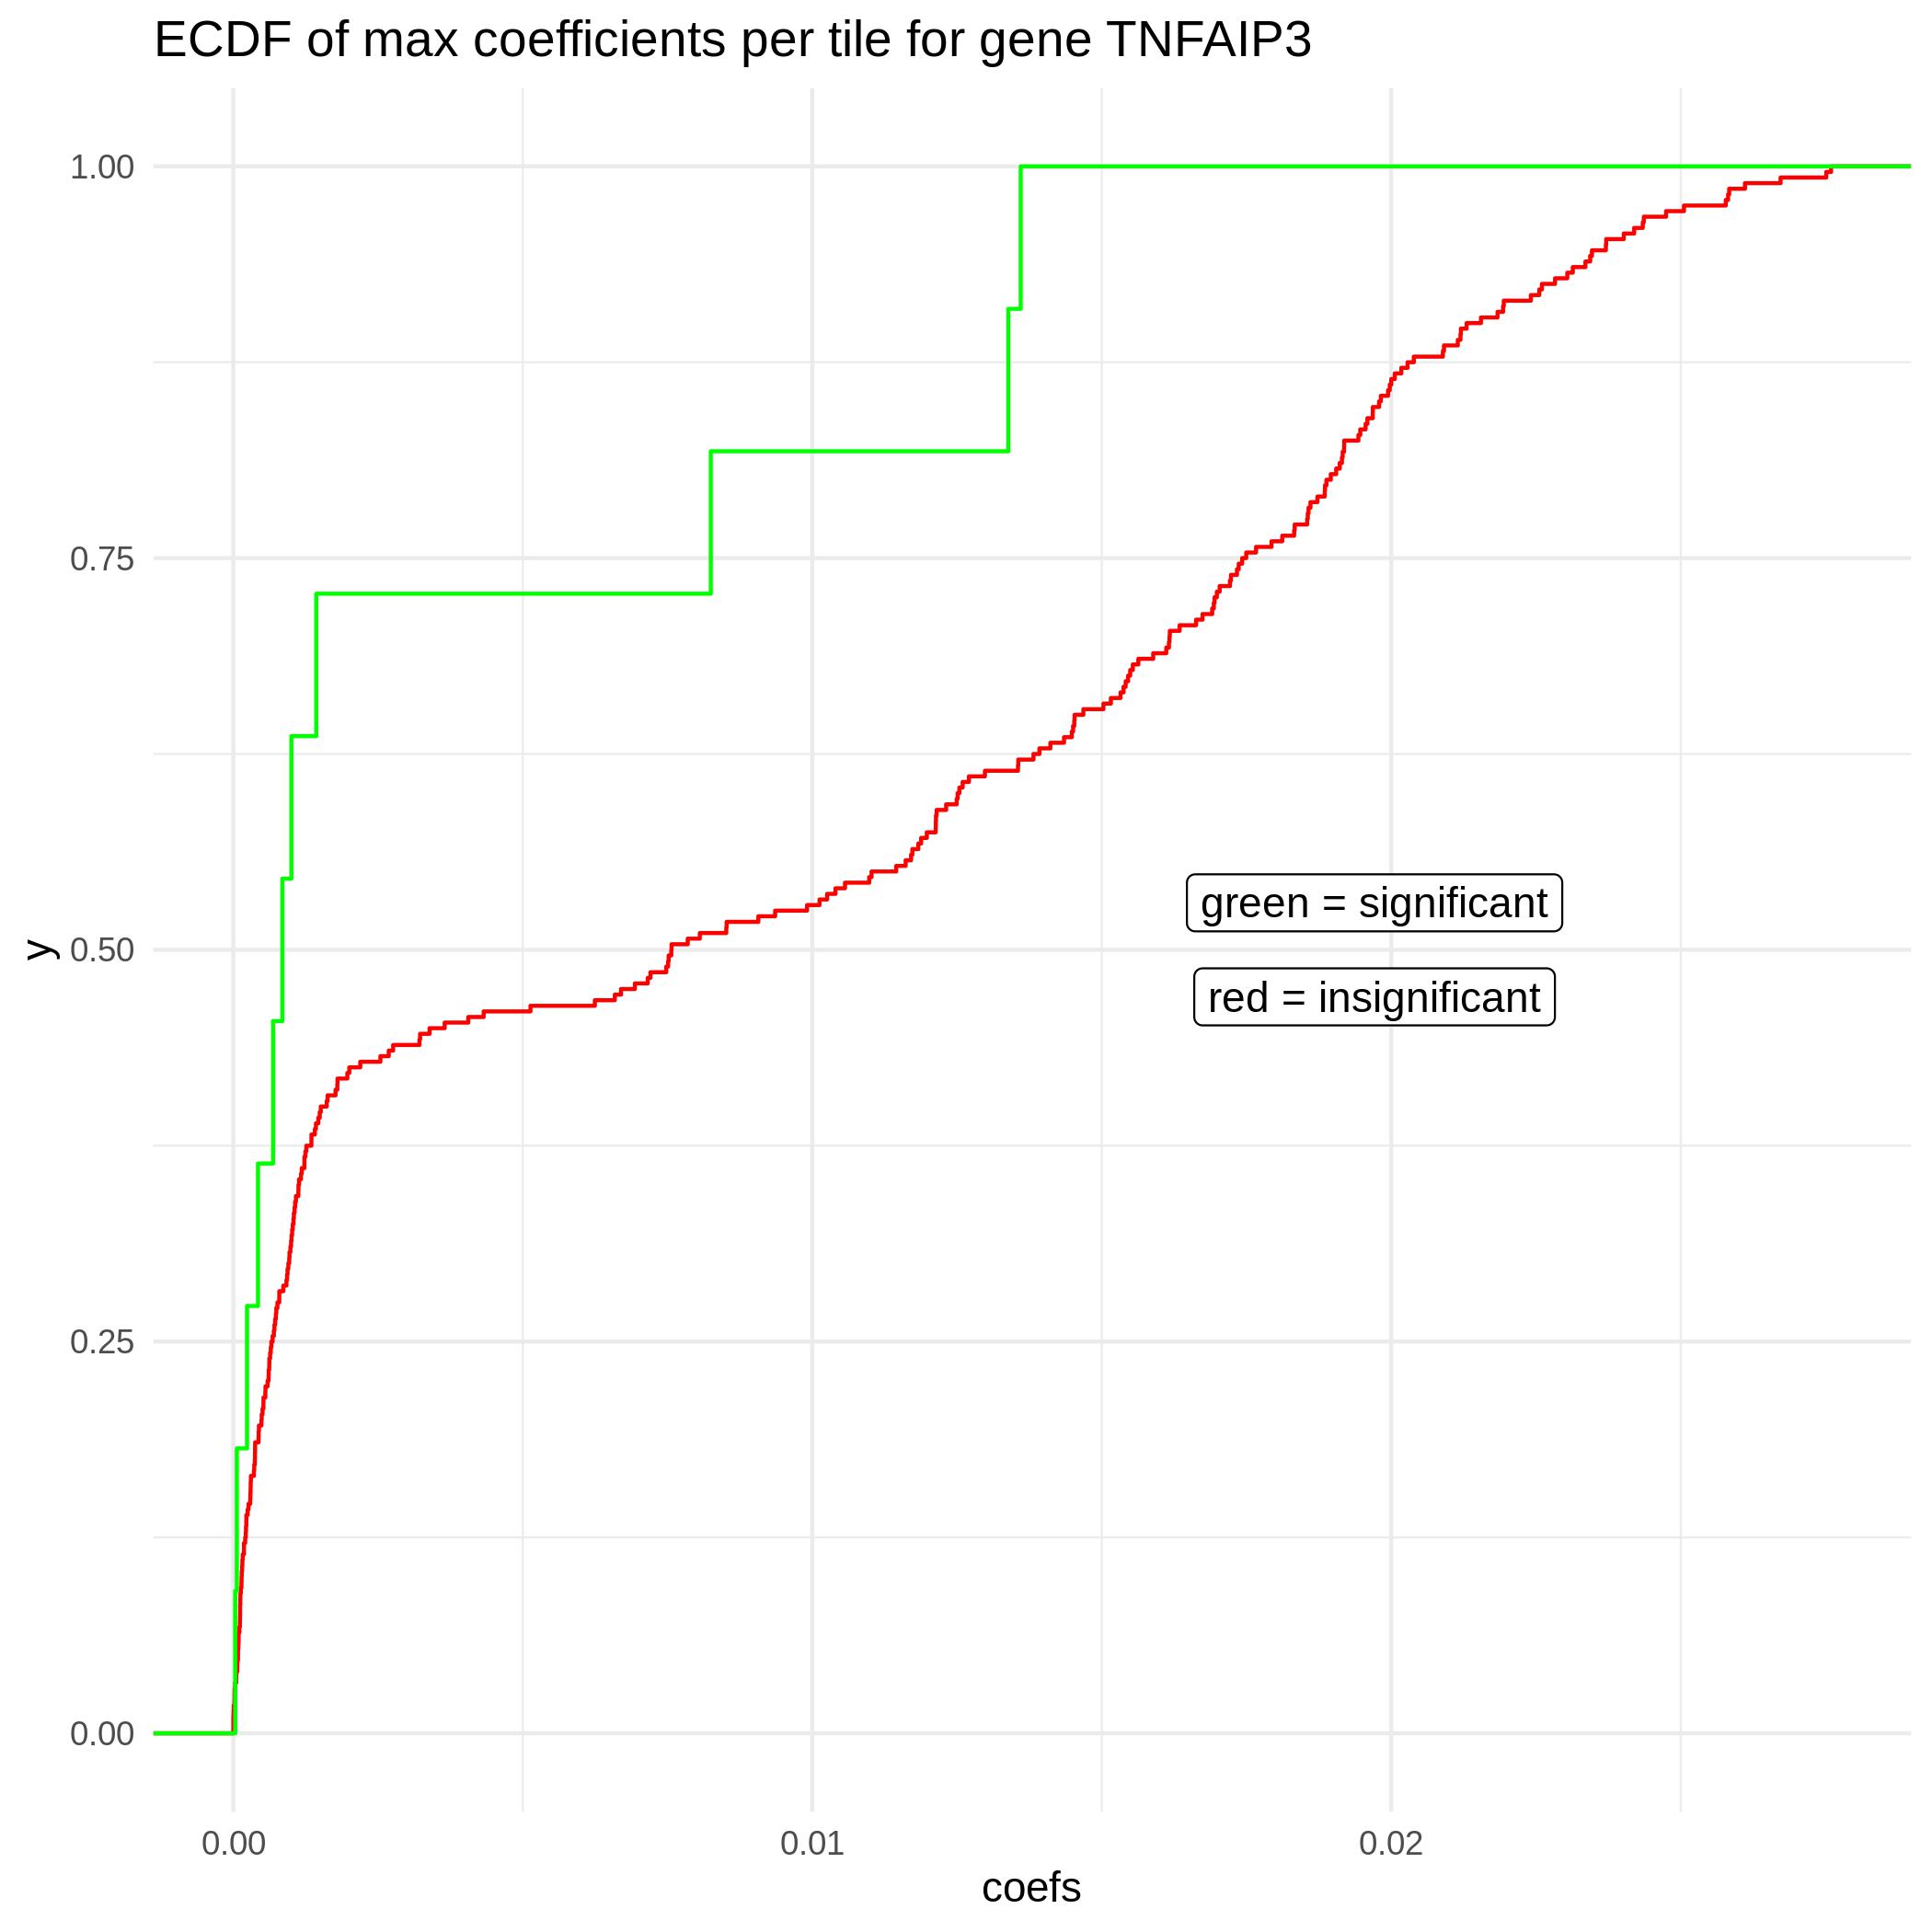 ECDF of max coefficients per tile for gene TNFAIP3
1.00
0.75
0.50
0.25
0.00
y
green = significant
red = insignificant
0.00 0.01 0.02
coefs